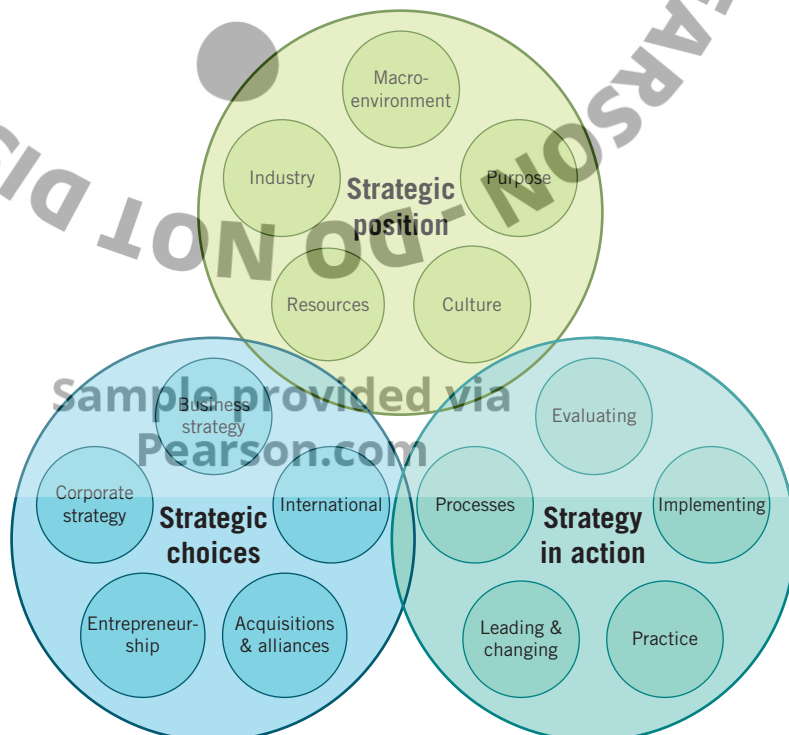 Macro-
environment
Industry
Purpose
Strategic
position
Resources
Culture
PEARSON - DO NOT DIS
Sample provided via
Pearson.com
Business
strategy
Corporate
strategy
International
Strategic
choices
Entrepreneur-
ship
Acquisitions
& alliances
Evaluating
Processes
Implementing
Strategy
in action
Leading &
changing
Practice